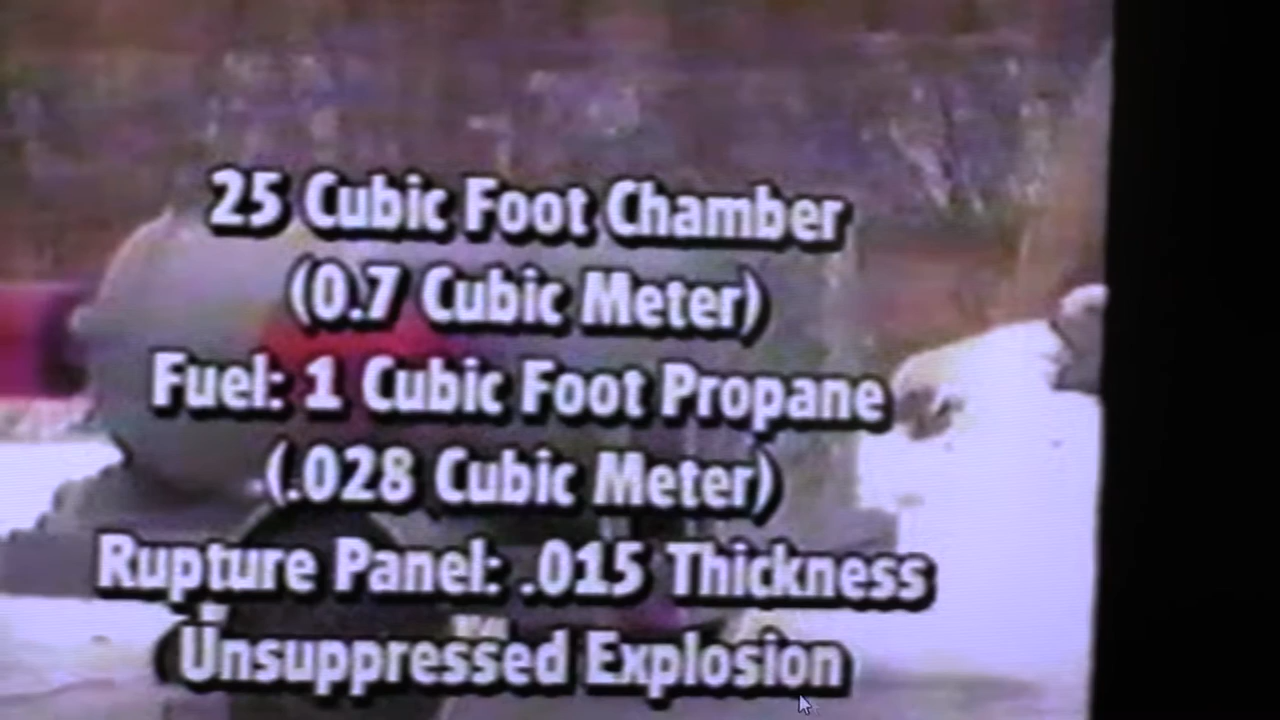 25 Cubic Foot Chamber
(0.7 Cubic Meter)
Fuel: 1 Cubic Foot Propane
(.028 Cubic Meter)
Rupture Panel: .015 Thickness
Unsuppressed Explosion